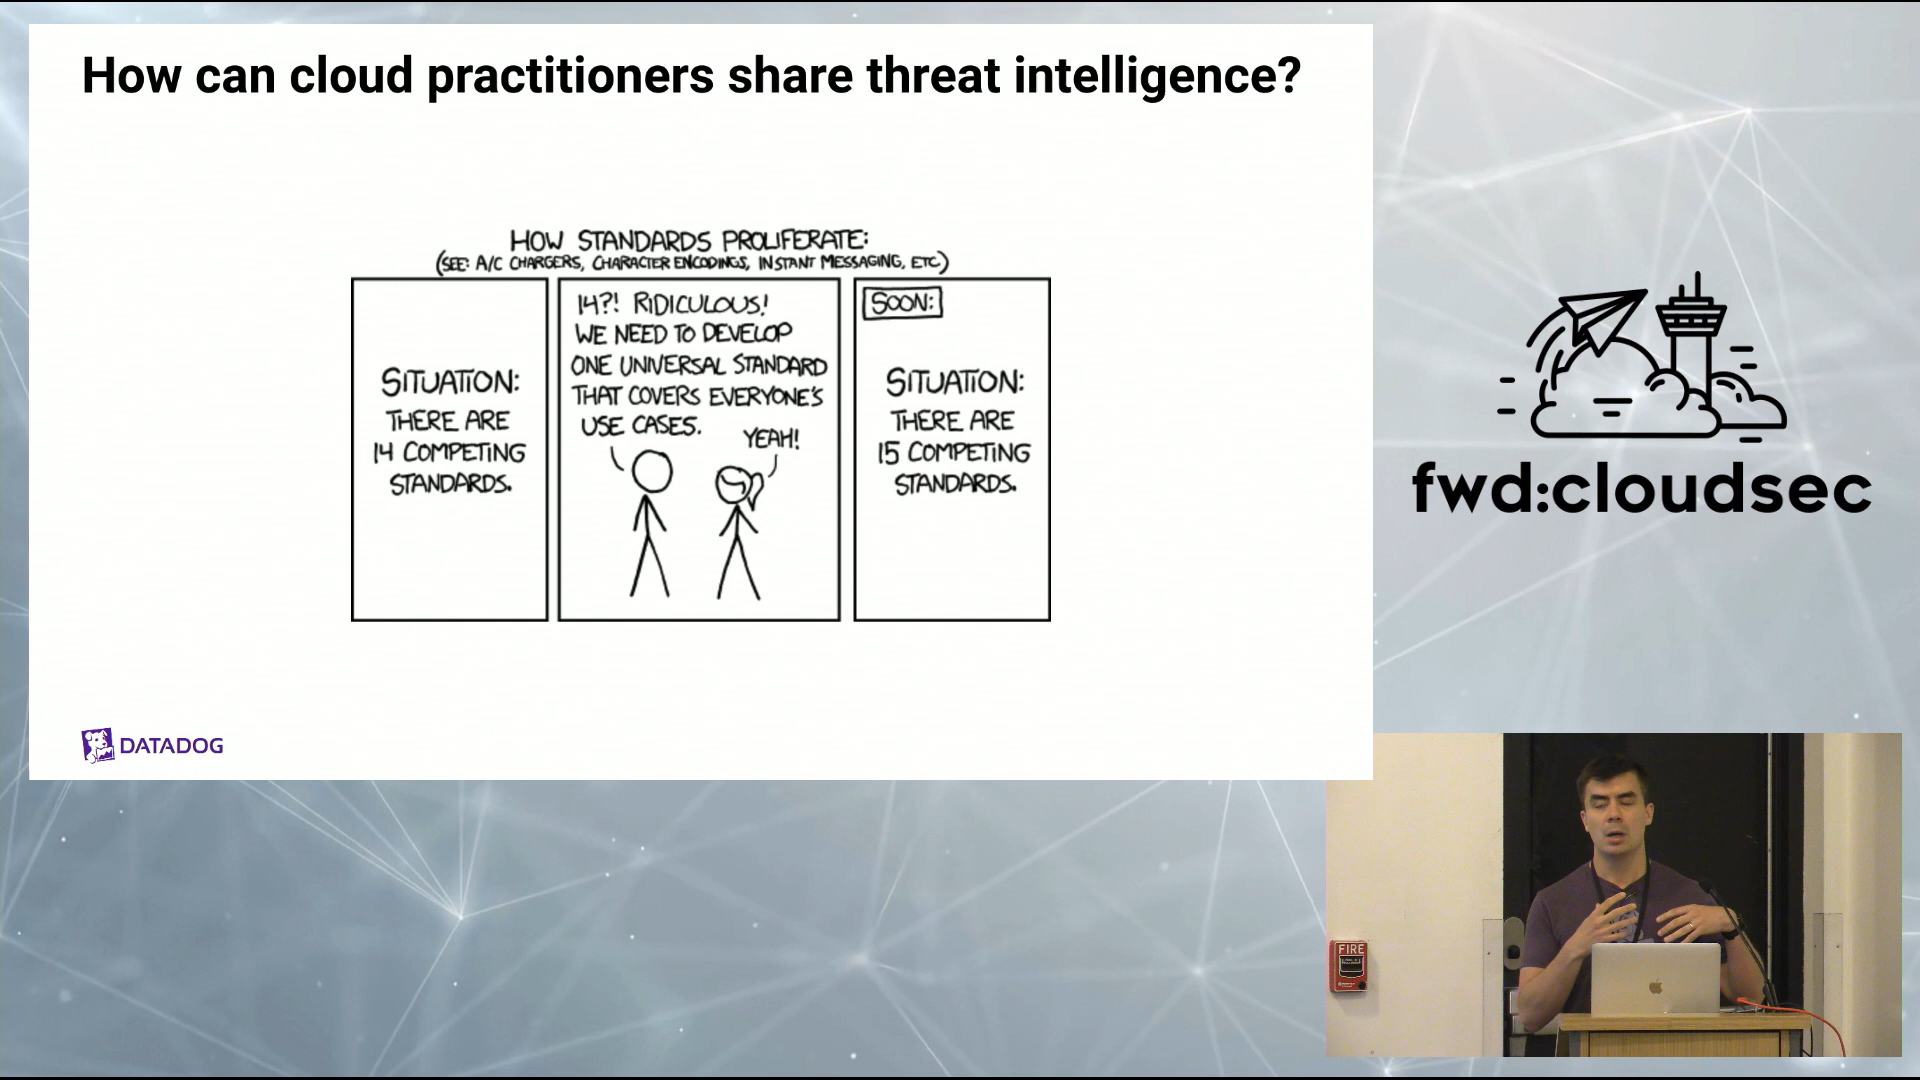 How can cloud practitioners share threat intelligence?
HOW STANDARDS PROLIFERATE:
(SEE: A/C CHARGERS, CHARACTER ENCODINGS, INSTANT MESSAGING, ETC.)
SITUATION:
THERE ARE
14 COMPETING
STANDARDS.
14?! RIDICULOUS!
WE NEED TO DEVELOP
ONE UNIVERSAL STANDARD
THAT COVERS EVERYONE'S
USE CASES.
YEAH!
SOON:
SITUATION:
THERE ARE
15 COMPETING
STANDARDS.
DATADOG
fwd:cloudsec
FIRE